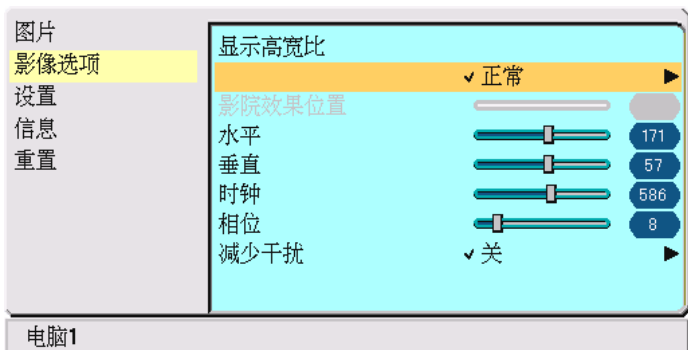 图片
影像选项
设置
信息
重置
显示高宽比
✓正常
影院效果位置
水平 171
垂直 57
时钟 586
相位 8
减少干扰 ✓关
电脑1